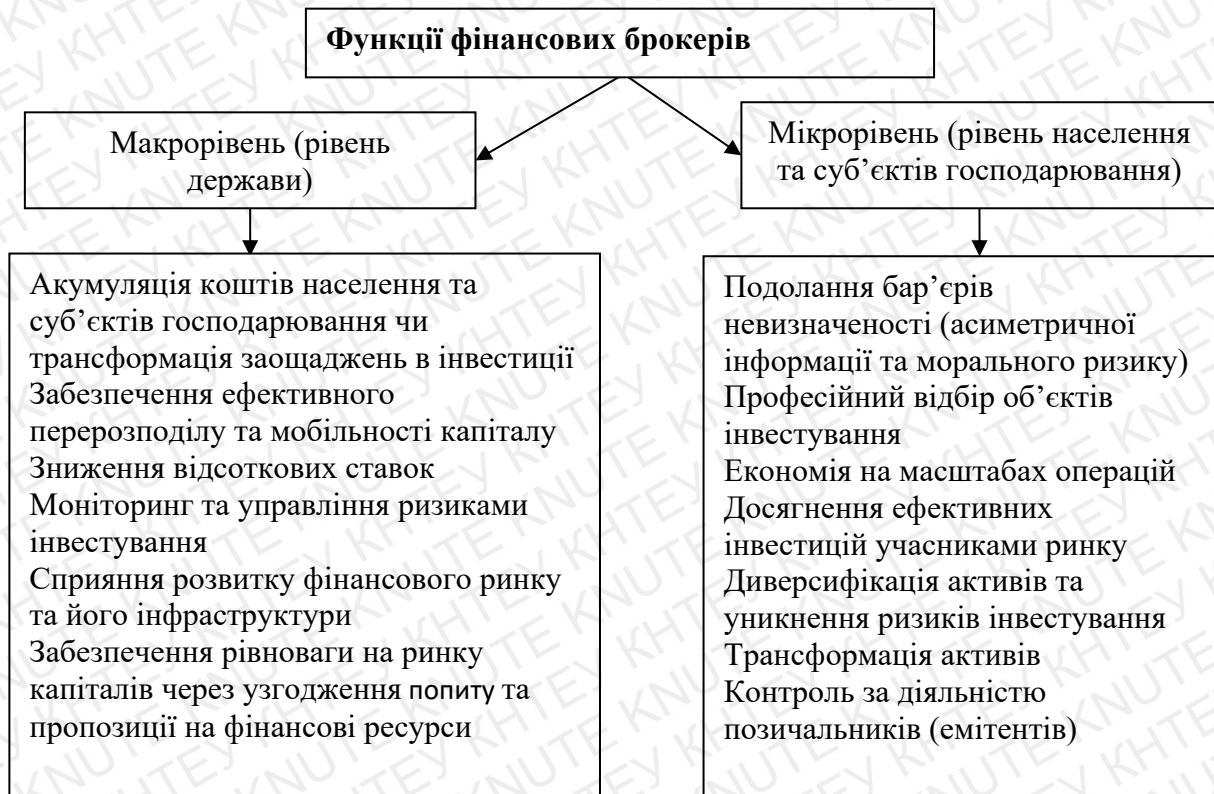 Функції фінансових брокерів
Макрорівень (рівень
держави)
Мікрорівень (рівень населення
та суб’єктів господарювання)
Акумуляція коштів населення та
суб’єктів господарювання чи
трансформація заощаджень в інвестиції
Забезпечення ефективного
перерозподілу та мобільності капіталу
Зниження відсоткових ставок
Моніторинг та управління ризиками
інвестування
Сприяння розвитку фінансового ринку
та його інфраструктури
Забезпечення рівноваги на ринку
капіталів через узгодження попиту та
пропозиції на фінансові ресурси
Подолання бар’єрів
невизначеності (асиметричної
інформації та морального ризику)
Професійний відбір об’єктів
інвестування
Економія на масштабах операцій
Досягнення ефективних
інвестицій учасниками ринку
Диверсифікація активів та
уникнення ризиків інвестування
Трансформація активів
Контроль за діяльністю
позичальників (емітентів)